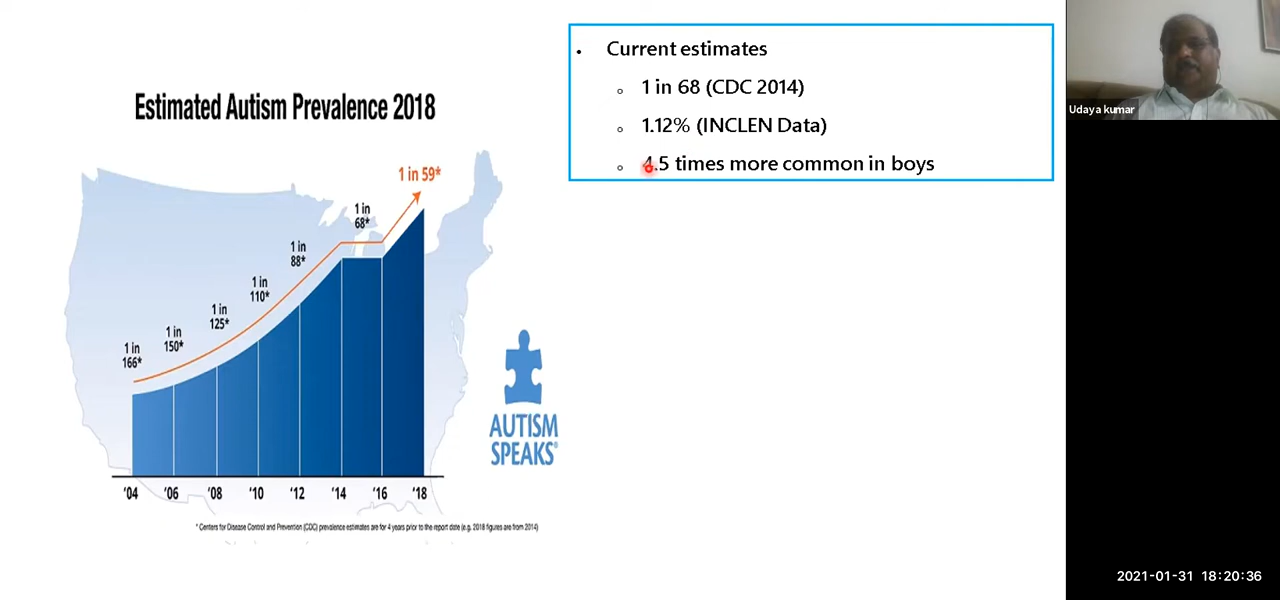 Estimated Autism Prevalence 2018
1 in 59*
1 in
68*
1 in
88*
1 in
110*
1 in
125*
1 in
150*
1 in
166*
'04 '06 '08 '10 '12 '14 '16 '18
AUTISM
SPEAKS®
* Centers for Disease Control and Prevention (CDC) prevalence estimates are for 4 years prior to the report date (e.g. 2018 figures are from 2014)
• Current estimates
○ 1 in 68 (CDC 2014)
○ 1.12% (INCLEN Data)
○ 4.5 times more common in boys
Udaya kumar
2021-01-31 18:20:36